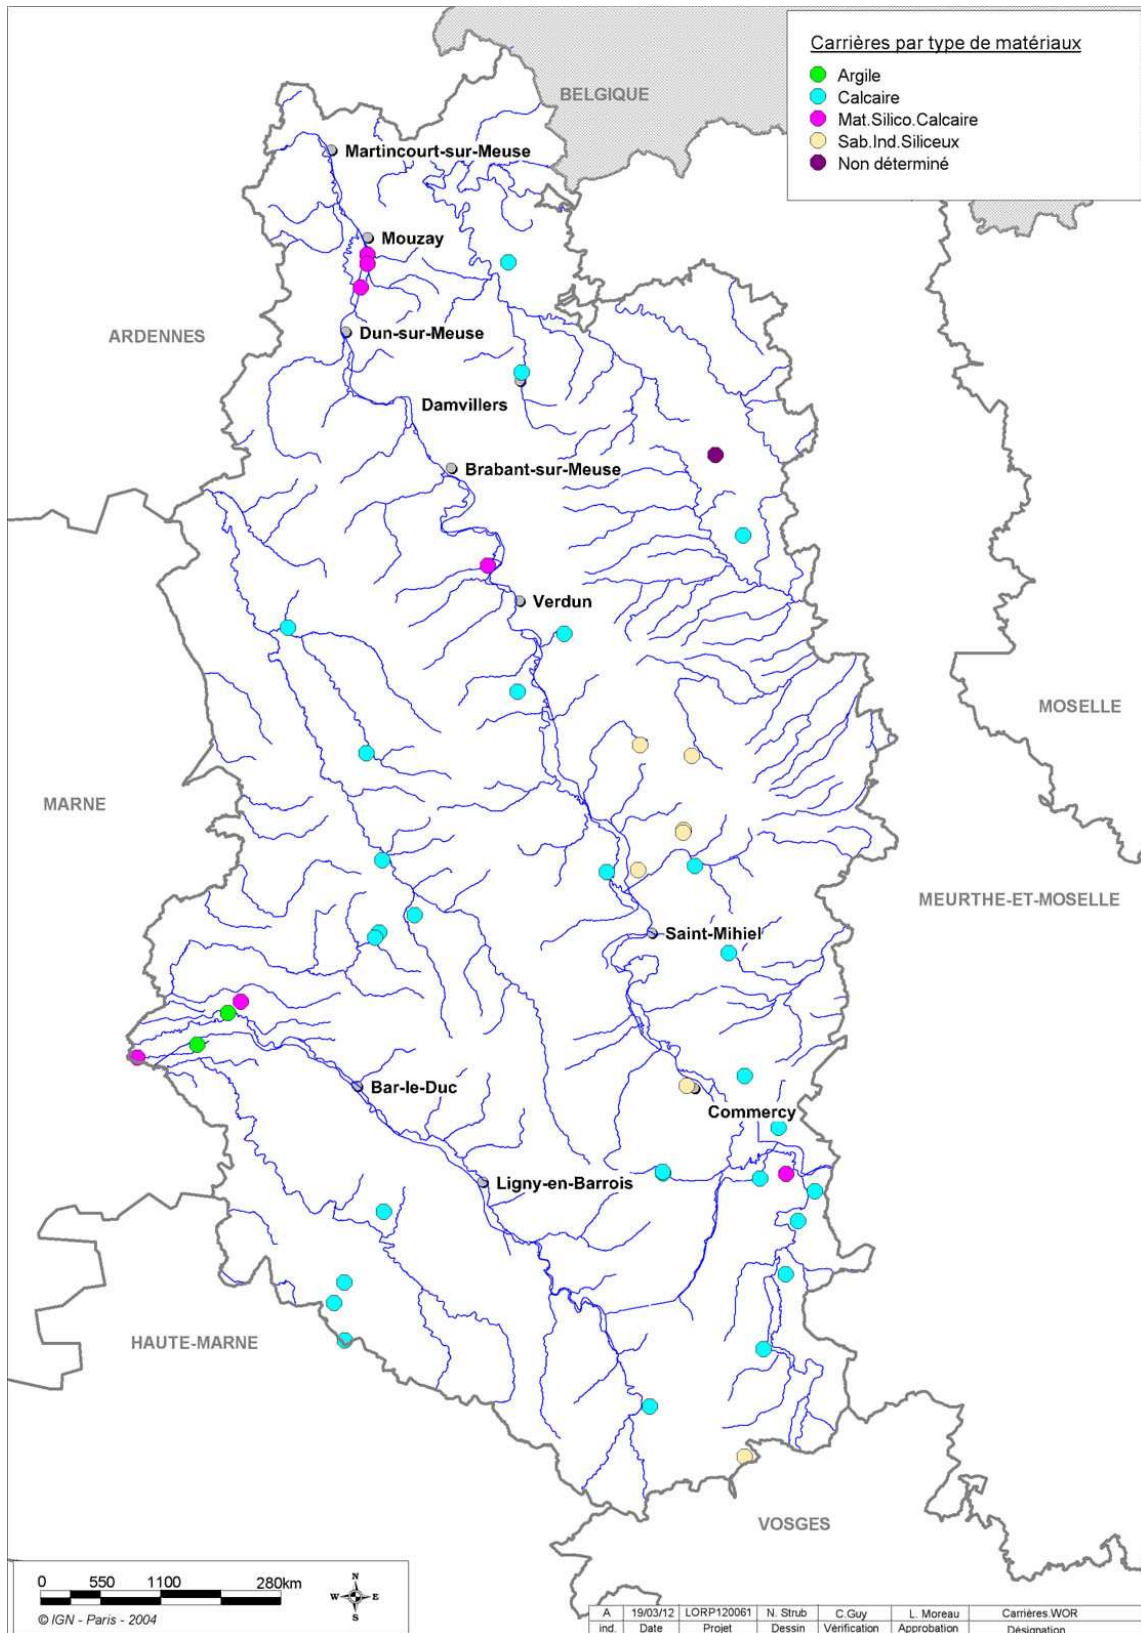 Carrières par type de matériaux
Argile
Calcaire
Mat.Silico.Calcaire
Sab.Ind.Siliceux
Non déterminé
BELGIQUE
Martincourt-sur-Meuse
Mouzay
ARDENNES
Dun-sur-Meuse
Damvillers
Brabant-sur-Meuse
Verdun
MOSELLE
MARNE
MEURTHE-ET-MOSELLE
Saint-Mihiel
Bar-le-Duc
Commercy
Ligny-en-Barrois
HAUTE-MARNE
VOSGES
0 550 1100 280km
N
W E
S
© IGN - Paris - 2004
A 19/03/12 LORP120061 N. Strub C.Guy L. Moreau Carrières.WOR
ind. Date Projet Dessin Vérification Approbation Désignation